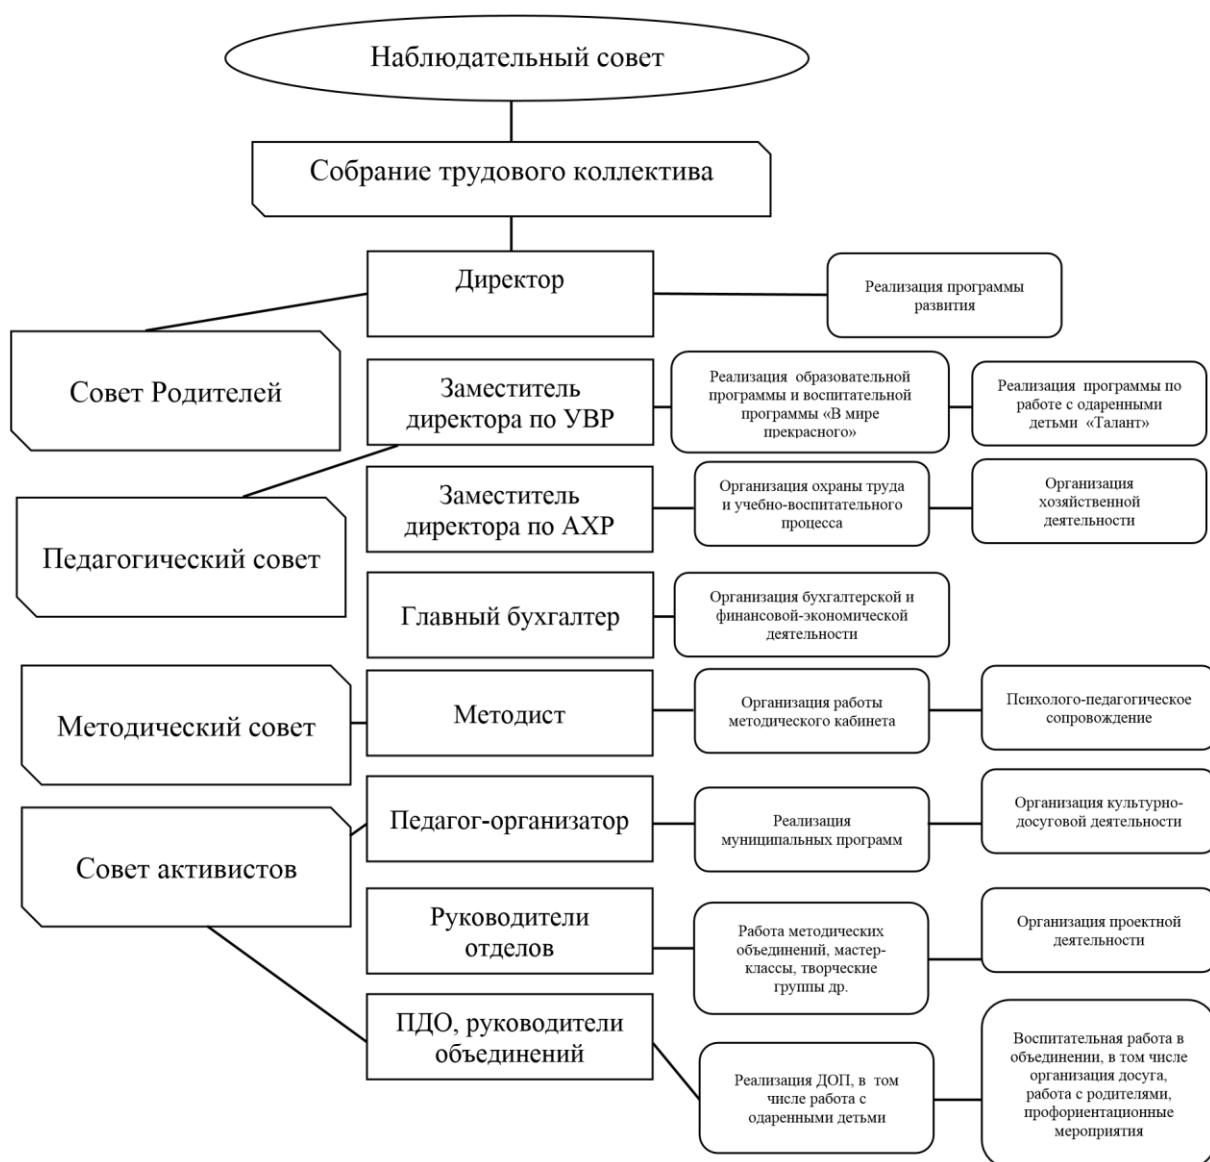 Наблюдательный совет
Собрание трудового коллектива
Директор
Реализация программы
развития
Совет Родителей
Заместитель
директора по УВР
Реализация образовательной
программы и воспитательной
программы «В мире
прекрасного»
Реализация программы по
работе с одаренными
детьми «Талант»
Педагогический совет
Заместитель
директора по АХР
Организация охраны труда
и учебно-воспитательного
процесса
Организация
хозяйственной
деятельности
Главный бухгалтер
Организация бухгалтерской и
финансовой-экономической
деятельности
Методический совет
Методист
Организация работы
методического кабинета
Психолого-педагогическое
сопровождение
Совет активистов
Педагог-организатор
Реализация
муниципальных программ
Организация культурно-
досуговой деятельности
Руководители
отделов
Работа методических
объединений, мастер-
классы, творческие
группы др.
Организация проектной
деятельности
ПДО, руководители
объединений
Реализация ДОП, в том
числе работа с
одаренными детьми
Воспитательная работа в
объединении, в том числе
организация досуга,
работа с родителями,
профориентационные
мероприятия